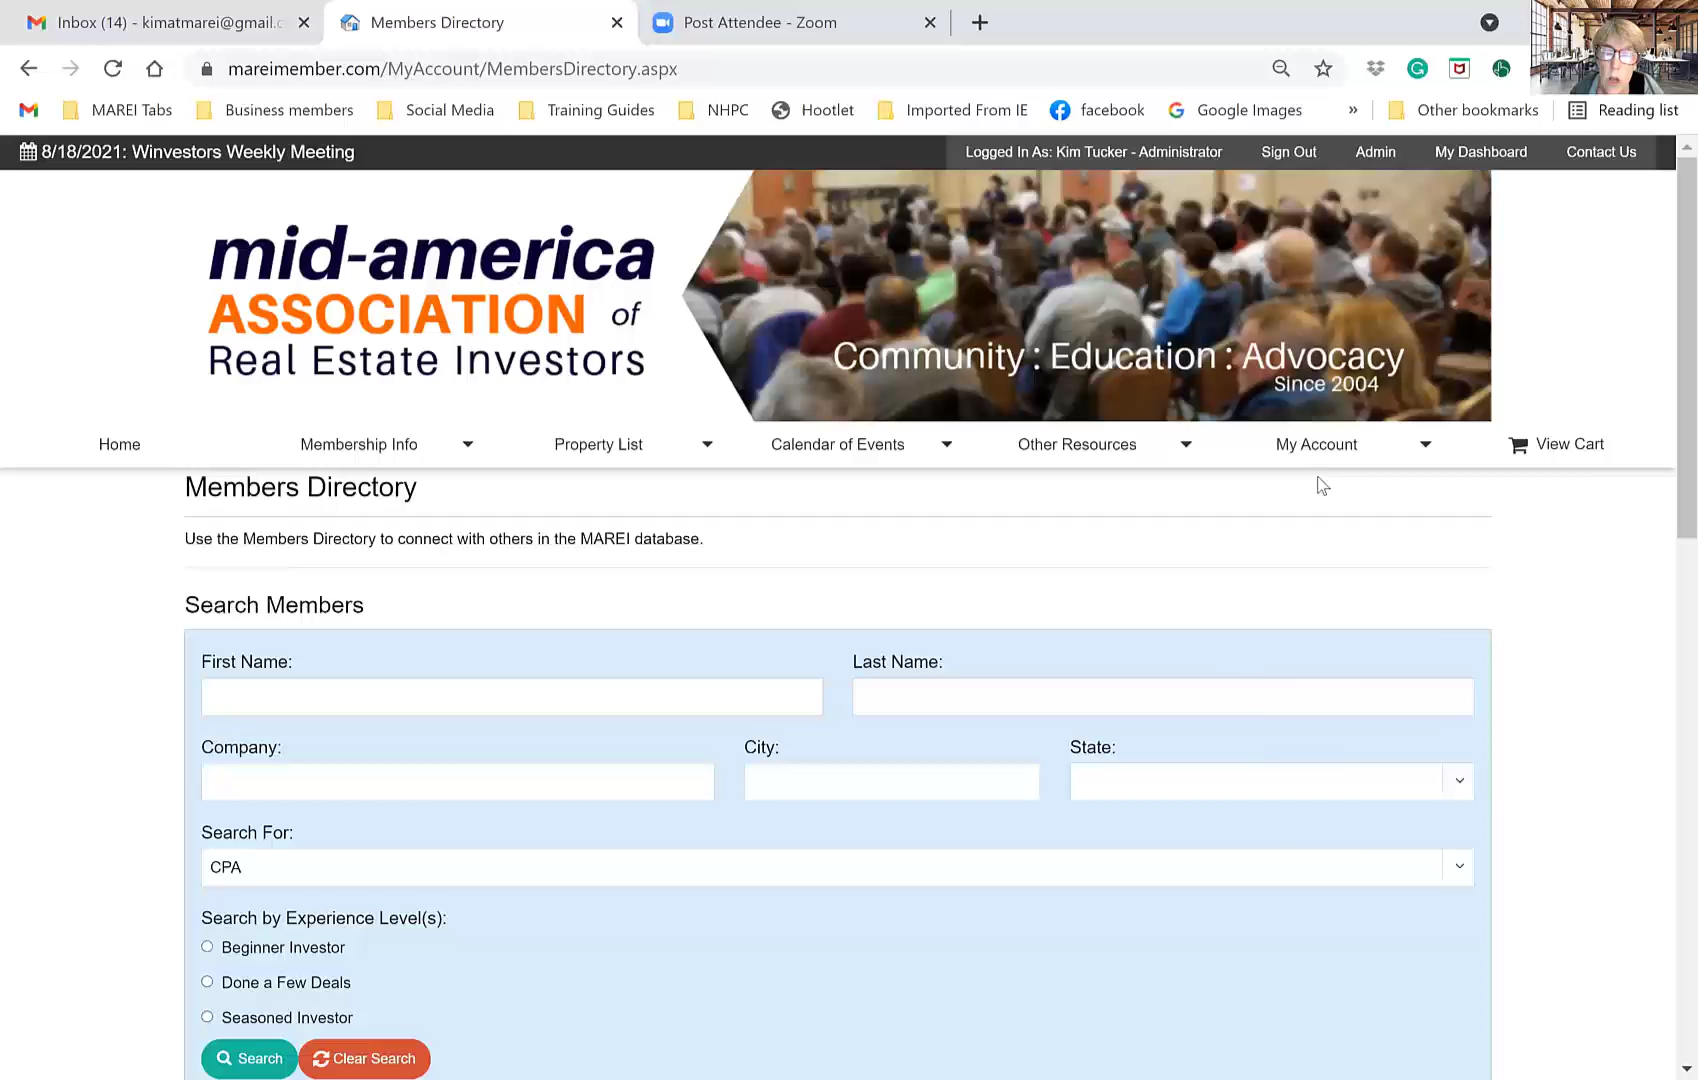 Inbox (14) - kimatmarei@gmail.c
Members Directory
Post Attendee - Zoom
mareimember.com/MyAccount/MembersDirectory.aspx
MAREI Tabs
Business members
Social Media
Training Guides
NHPC
Hootlet
Imported From IE
facebook
Google Images
»
Other bookmarks
Reading list
8/18/2021: Winvestors Weekly Meeting
Logged In As: Kim Tucker - Administrator
Sign Out
Admin
My Dashboard
Contact Us
mid-america
ASSOCIATION of
Real Estate Investors
Community : Education : Advocacy
Since 2004
Home
Membership Info
Property List
Calendar of Events
Other Resources
My Account
View Cart
Members Directory
Use the Members Directory to connect with others in the MAREI database.
Search Members
First Name:
Last Name:
Company:
City:
State:
Search For:
CPA
Search by Experience Level(s):
Beginner Investor
Done a Few Deals
Seasoned Investor
Search
Clear Search